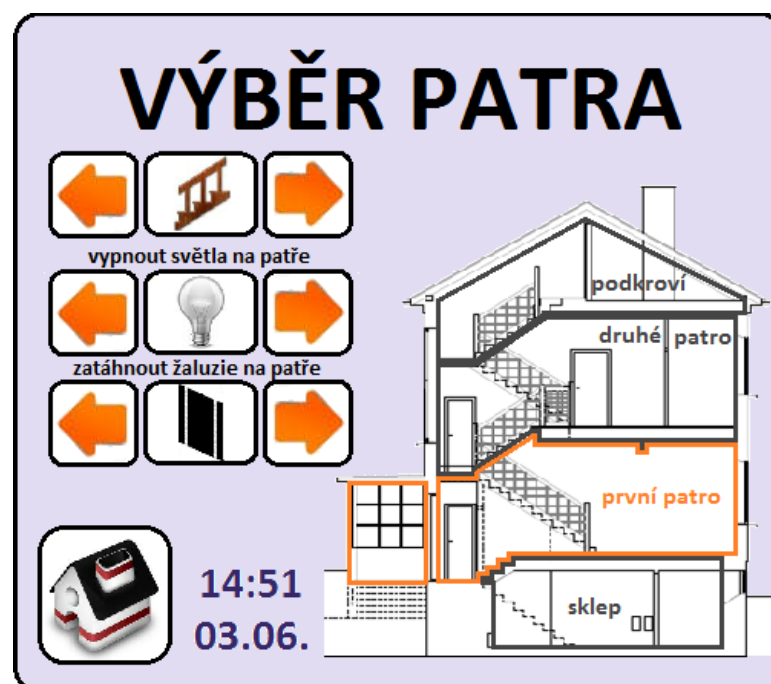 VÝBĚR PATRA
vypnout světla na patře
zatáhnout žaluzie na patře
podkroví
druhé patro
první patro
sklep
14:51
03.06.